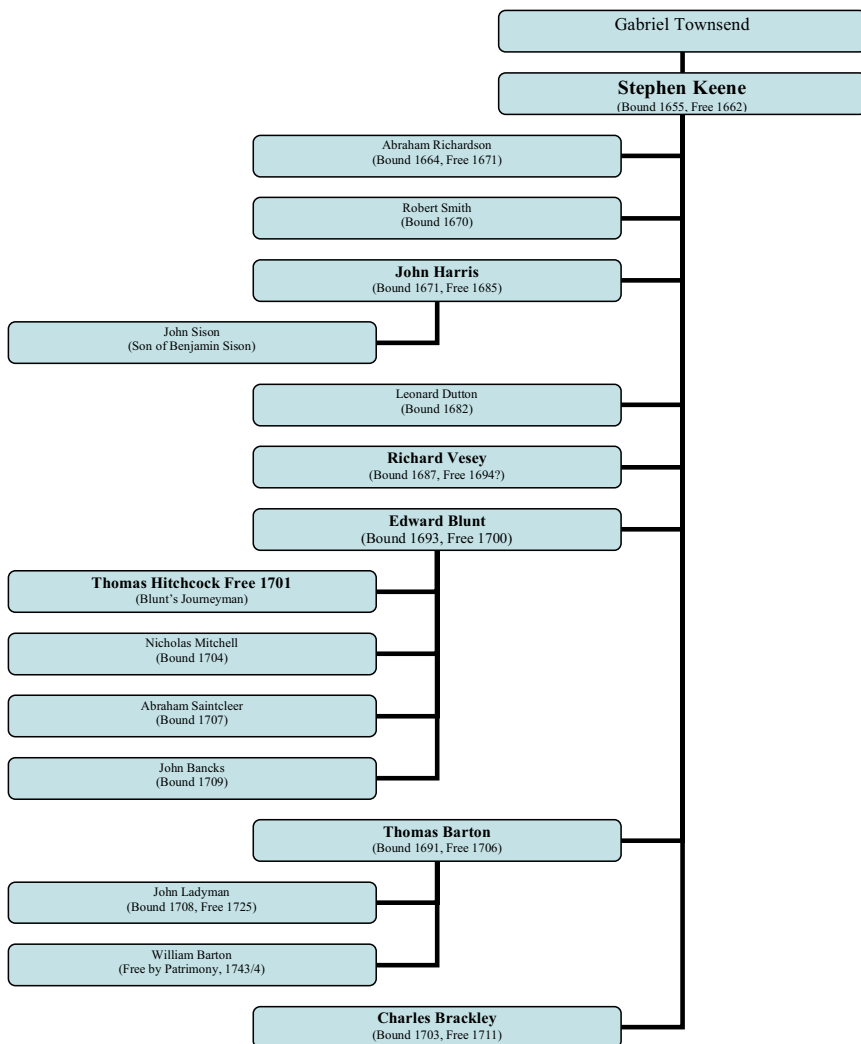 Gabriel Townsend
Stephen Keene
(Bound 1655, Free 1662)
Abraham Richardson
(Bound 1664, Free 1671)
Robert Smith
(Bound 1670)
John Harris
(Bound 1671, Free 1685)
John Sison
(Son of Benjamin Sison)
Leonard Dutton
(Bound 1682)
Richard Vesey
(Bound 1687, Free 1694?)
Edward Blunt
(Bound 1693, Free 1700)
Thomas Hitchcock Free 1701
(Blunt's Journeyman)
Nicholas Mitchell
(Bound 1704)
Abraham Saintcleer
(Bound 1707)
John Bancks
(Bound 1709)
Thomas Barton
(Bound 1691, Free 1706)
John Ladyman
(Bound 1708, Free 1725)
William Barton
(Free by Patrimony, 1743/4)
Charles Brackley
(Bound 1703, Free 1711)